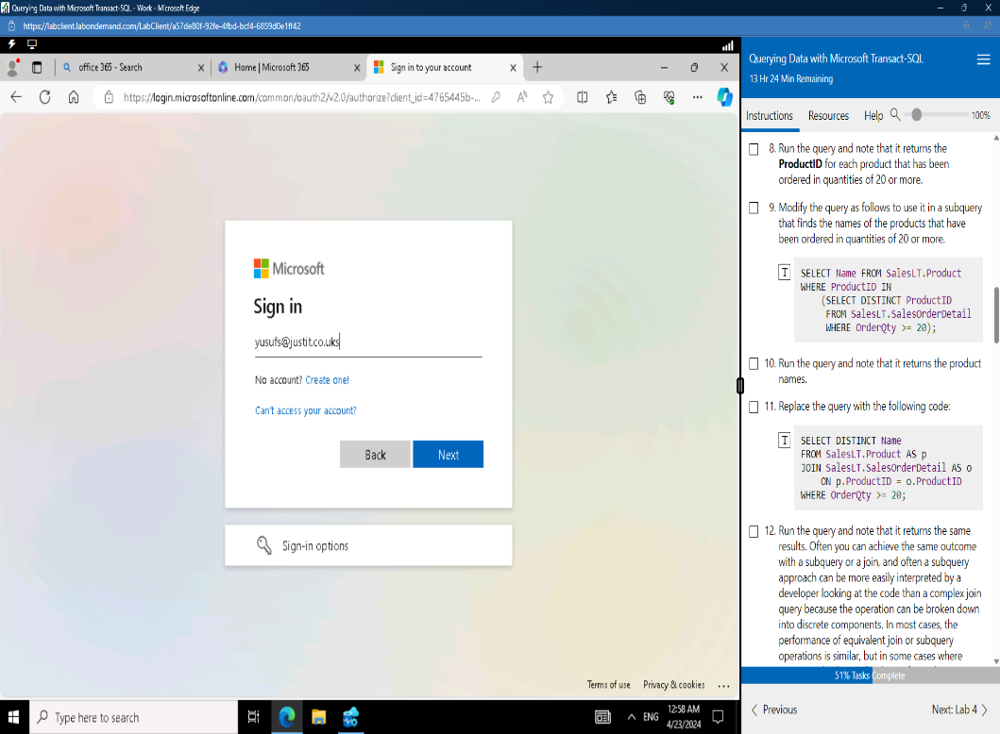 Querying Data with Microsoft Transact-SQL - Work - Microsoft Edge
https://labclient.labondemand.com/LabClient/a57de80f-92fe-4fbd-bcf4-6859d0e1ff42
office 365 - Search
Home | Microsoft 365
Sign in to your account
https://login.microsoftonline.com/common/oauth2/v2.0/authorize?client_id=4765445b-...
Microsoft
Sign in
yusufs@justit.co.uks
No account? Create one!
Can't access your account?
Back
Next
Sign-in options
Terms of use
Privacy & cookies
...
Type here to search
ENG
12:58 AM
4/23/2024
Querying Data with Microsoft Transact-SQL
13 Hr 24 Min Remaining
Instructions
Resources
Help
100%
8. Run the query and note that it returns the
ProductID for each product that has been
ordered in quantities of 20 or more.
9. Modify the query as follows to use it in a subquery
that finds the names of the products that have
been ordered in quantities of 20 or more.
T
SELECT Name FROM SalesLT.Product
WHERE ProductID IN
(SELECT DISTINCT ProductID
FROM SalesLT.SalesOrderDetail
WHERE OrderQty >= 20);
10. Run the query and note that it returns the product
names.
11. Replace the query with the following code:
T
SELECT DISTINCT Name
FROM SalesLT.Product AS p
JOIN SalesLT.SalesOrderDetail AS o
ON p.ProductID = o.ProductID
WHERE OrderQty >= 20;
12. Run the query and note that it returns the same
results. Often you can achieve the same outcome
with a subquery or a join, and often a subquery
approach can be more easily interpreted by a
developer looking at the code than a complex join
query because the operation can be broken down
into discrete components. In most cases, the
performance of equivalent join or subquery
operations is similar, but in some cases where
51% Tasks Complete
Previous
Next: Lab 4